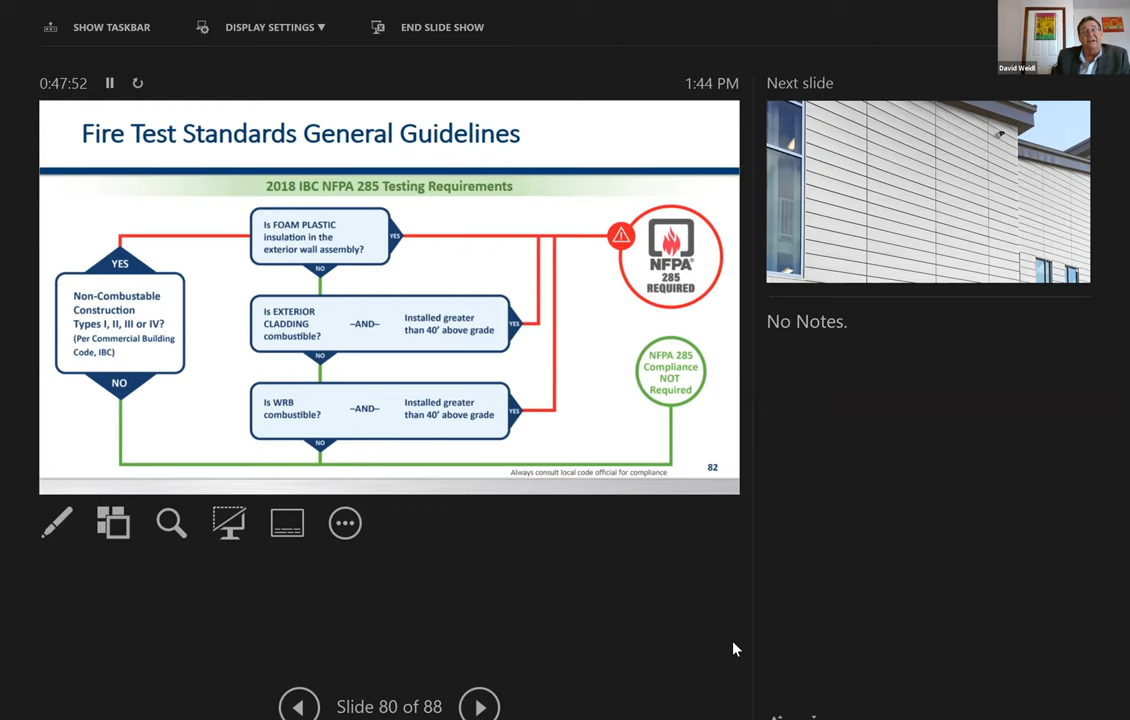 SHOW TASKBAR
DISPLAY SETTINGS ▼
END SLIDE SHOW
David Weidl
0:47:52
1:44 PM
Next slide
Fire Test Standards General Guidelines
2018 IBC NFPA 285 Testing Requirements
YES
Non-Combustable
Construction
Types I, II, III or IV?
(Per Commercial Building
Code, IBC)
NO
Is FOAM PLASTIC
insulation in the
exterior wall assembly?
YES
NO
Is EXTERIOR
CLADDING
combustible?
–AND–
Installed greater
than 40' above grade
YES
NO
Is WRB
combustible?
–AND–
Installed greater
than 40' above grade
YES
NO
NFPA®
285
REQUIRED
NFPA 285
Compliance
NOT
Required
Always consult local code official for compliance
82
No Notes.
Slide 80 of 88